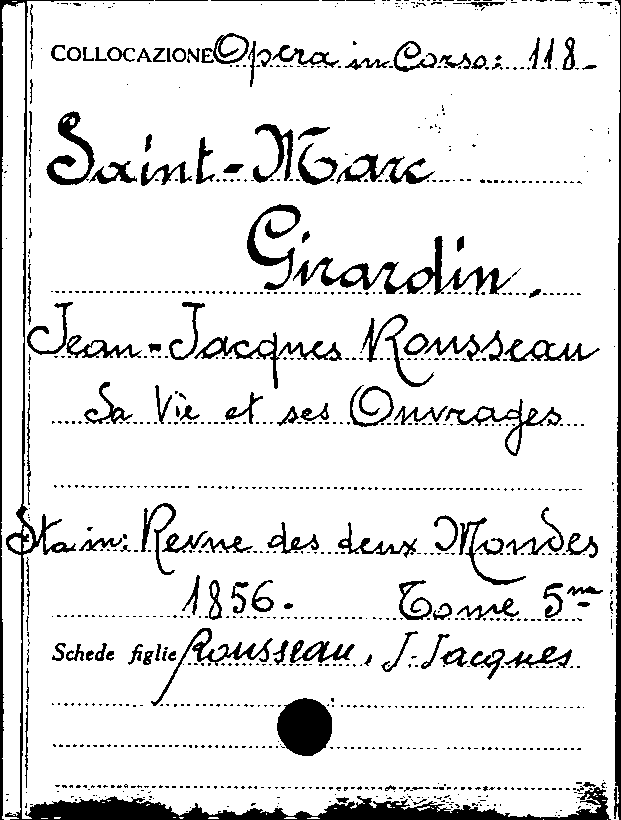 COLLOCAZIONE Opera in Corso: 118-
Saint-Marc
Girardin,
Jean-Jacques Rousseau
Sa Vie et ses Ouvrages
Sta in: Revue des deux Mondes
1856. Tome 5me
Schede figlie Rousseau, J. Jacques